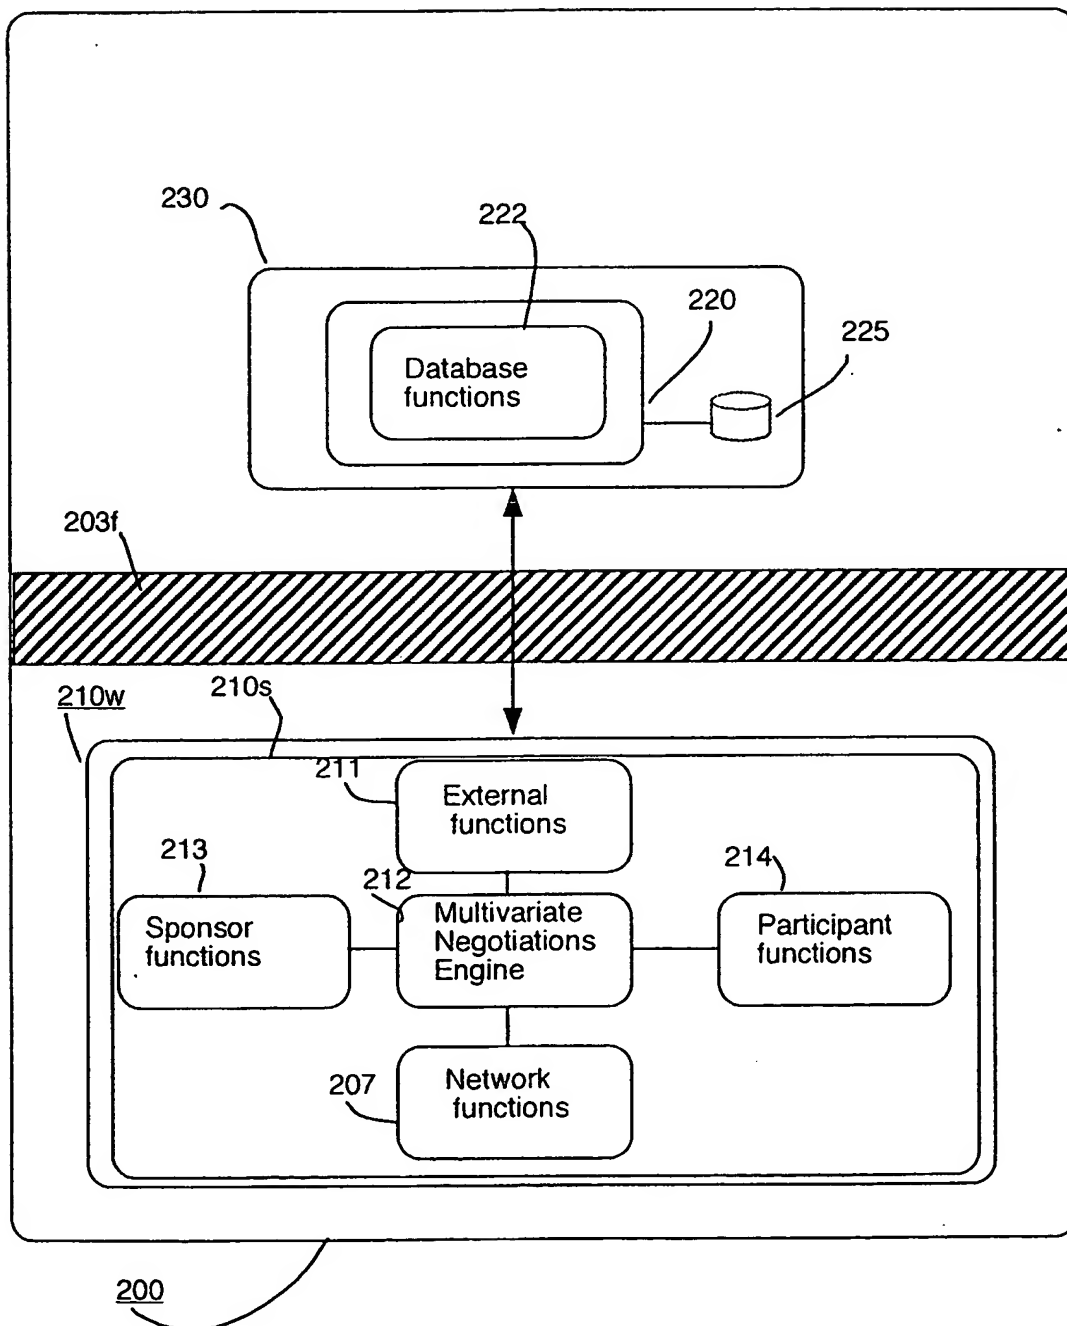 230
222
220
225
Database
functions
203f
210w
210s
211
External
functions
213
212
214
Sponsor
functions
Multivariate
Negotiations
Engine
Participant
functions
207
Network
functions
200